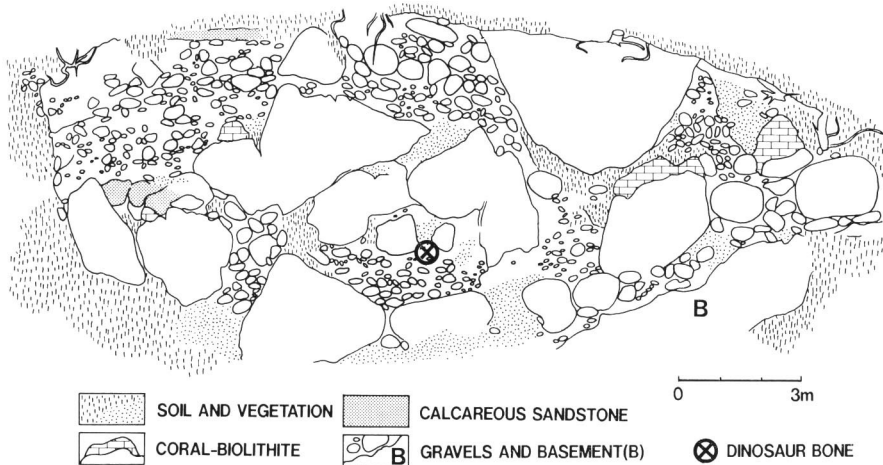 B
0 3m
SOIL AND VEGETATION CALCAREOUS SANDSTONE
CORAL-BIOLITHITE B GRAVELS AND BASEMENT(B) DINOSAUR BONE